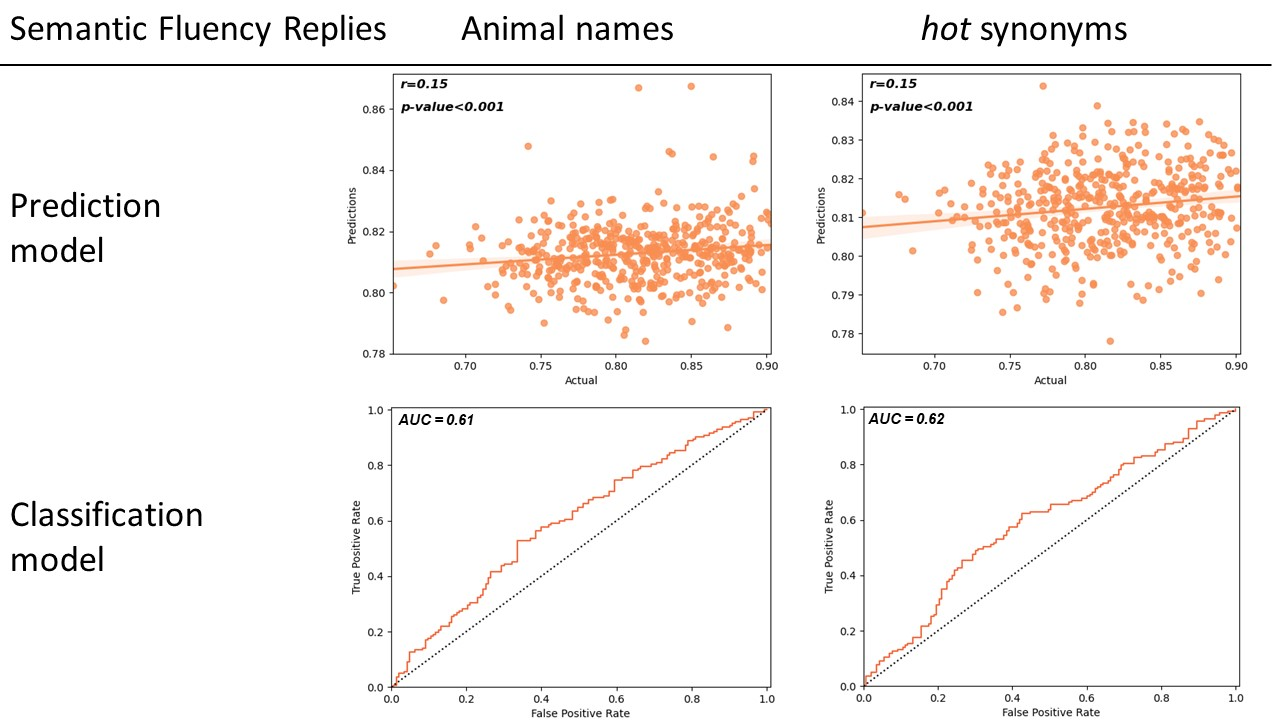 Semantic Fluency Replies
Animal names
hot synonyms
Prediction
model
r=0.15
p-value<0.001
0.86
0.84
0.82
0.80
0.78
Predictions
0.70 0.75 0.80 0.85 0.90
Actual
r=0.15
p-value<0.001
0.84
0.83
0.82
0.81
0.80
0.79
0.78
Predictions
0.70 0.75 0.80 0.85 0.90
Actual
Classification
model
AUC = 0.61
1.0
0.8
0.6
0.4
0.2
0.0
True Positive Rate
0.0 0.2 0.4 0.6 0.8 1.0
False Positive Rate
AUC = 0.62
1.0
0.8
0.6
0.4
0.2
0.0
True Positive Rate
0.0 0.2 0.4 0.6 0.8 1.0
False Positive Rate